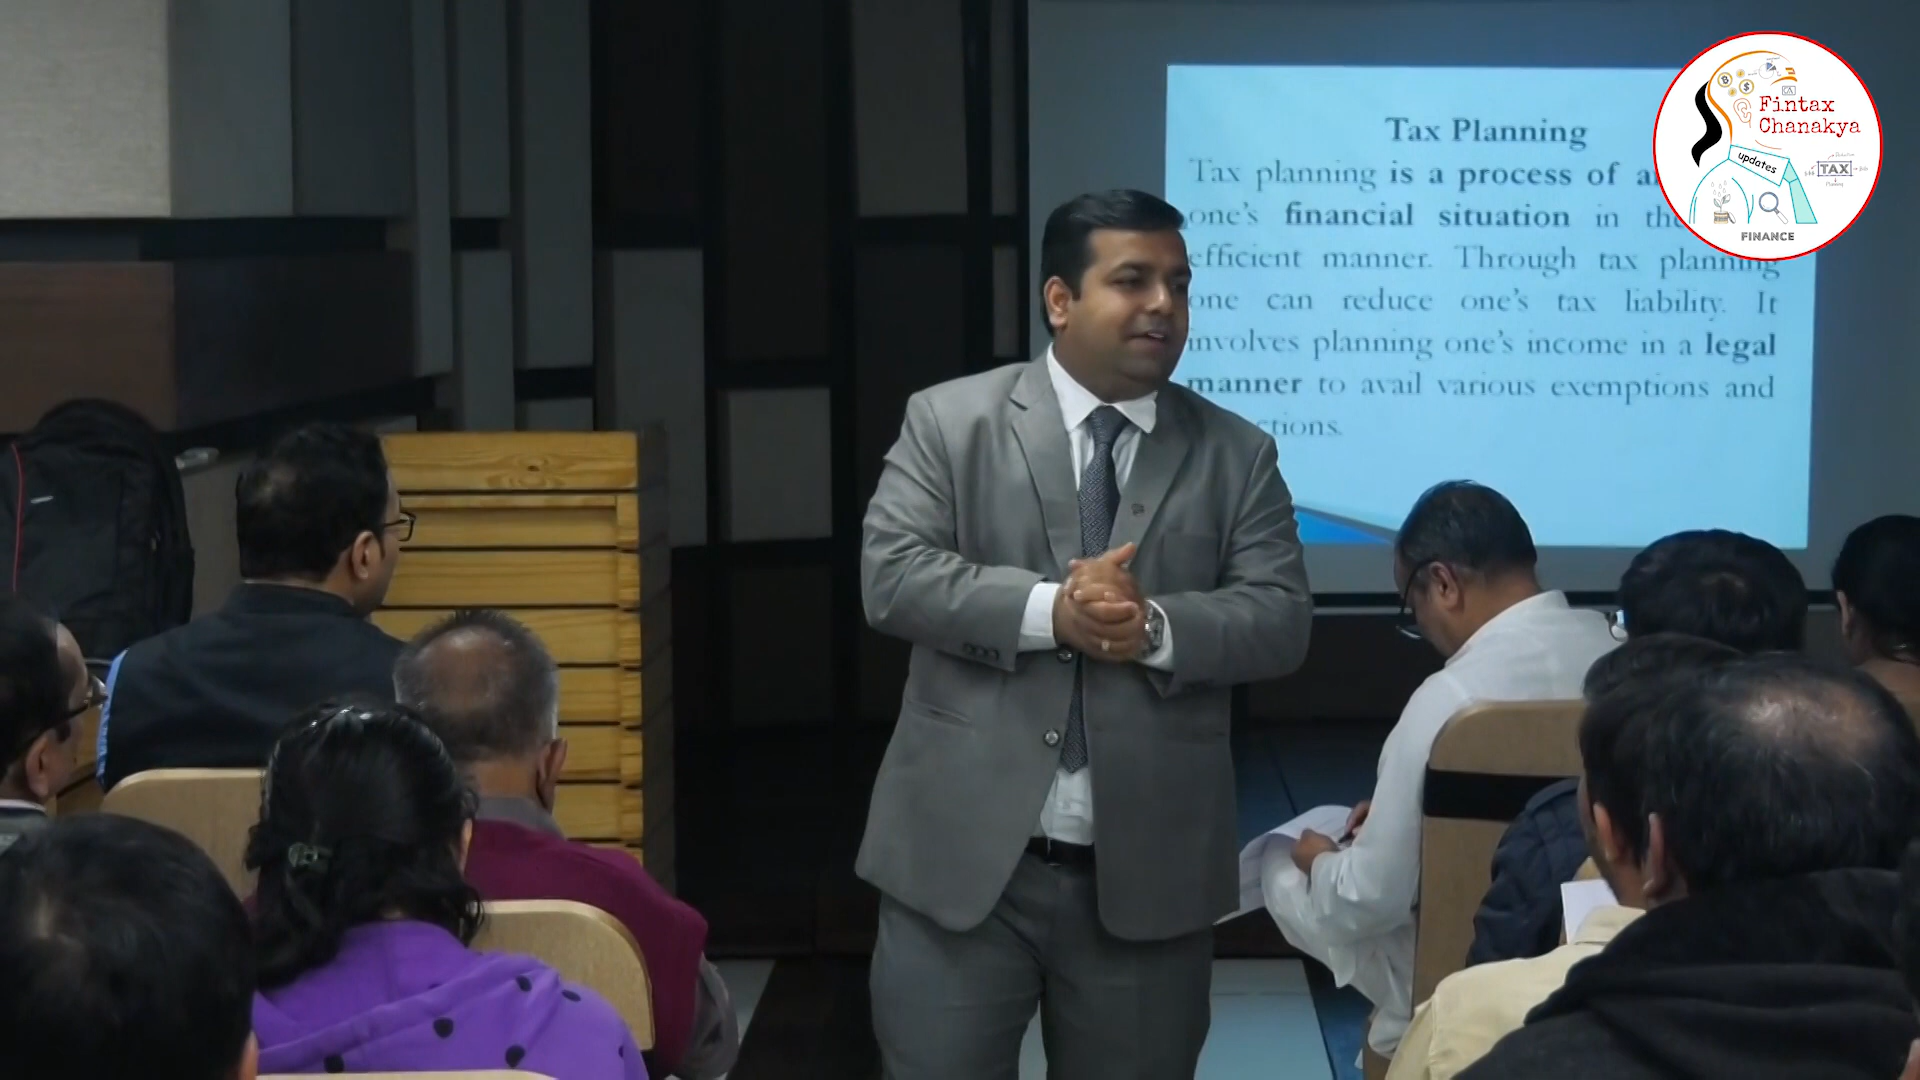 Tax Planning
Tax planning is a process of
one's financial situation in
efficient manner. Through tax planning
one can reduce one's tax liability. It
involves planning one's income in a legal
manner to avail various exemptions and
Fintax
Chanakya
updates
TAX
FINANCE